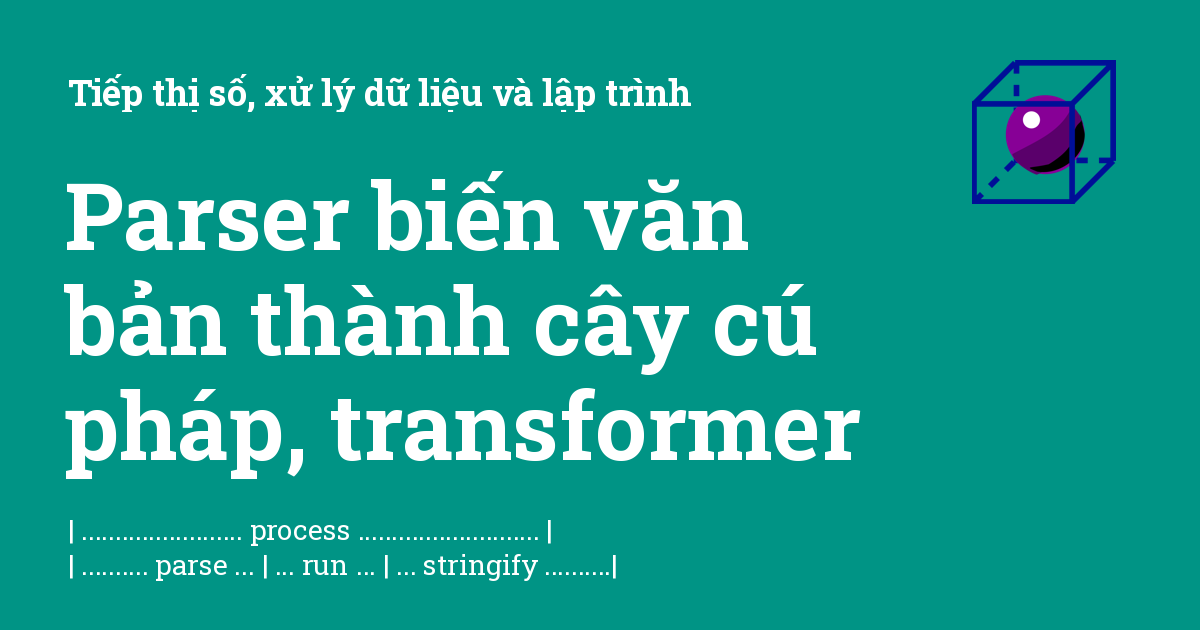 Tiếp thị số, xử lý dữ liệu và lập trình
Parser biến văn
bản thành cây cú
pháp, transformer
| ........................ process ........................... |
| .......... parse ... | ... run ... | ... stringify ..........|